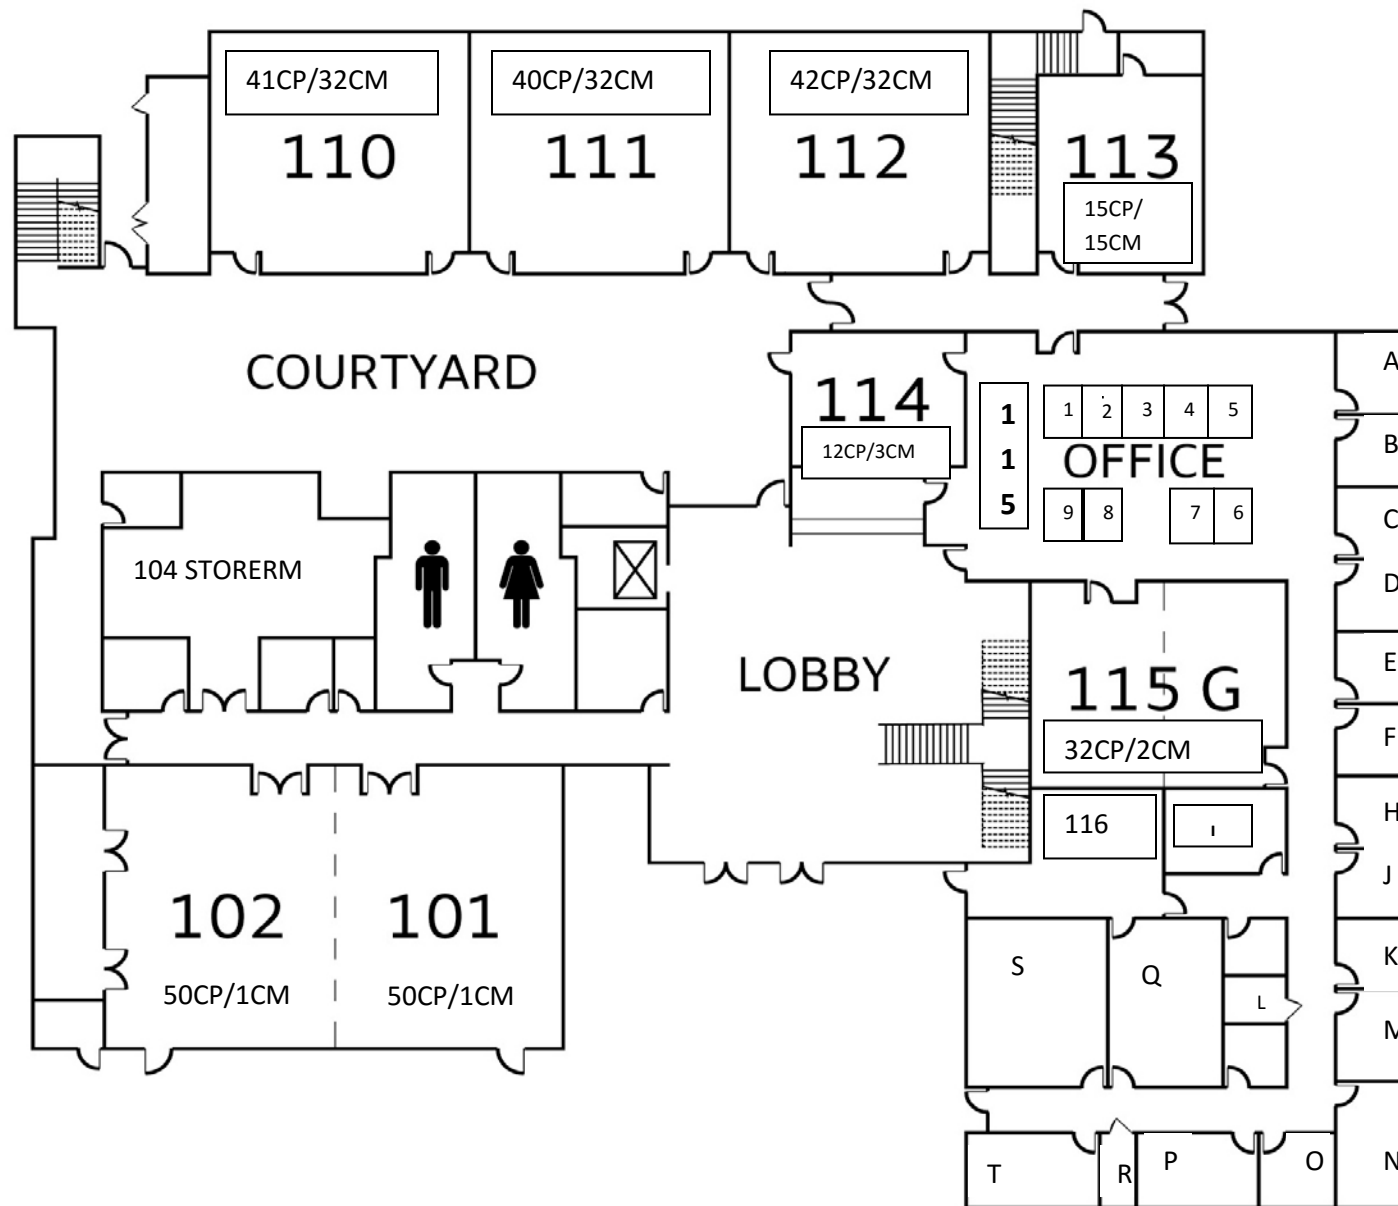 41CP/32CM
40CP/32CM
42CP/32CM
110
111
112
113
15CP/
15CM
COURTYARD
114
12CP/3CM
1
1
5
1 2 3 4 5
OFFICE
9 8 7 6
A
B
C
D
E
F
H
J
K
M
N
104 STORERM
LOBBY
115 G
32CP/2CM
116
I
102
101
50CP/1CM
50CP/1CM
S
Q
L
T
R
P
O